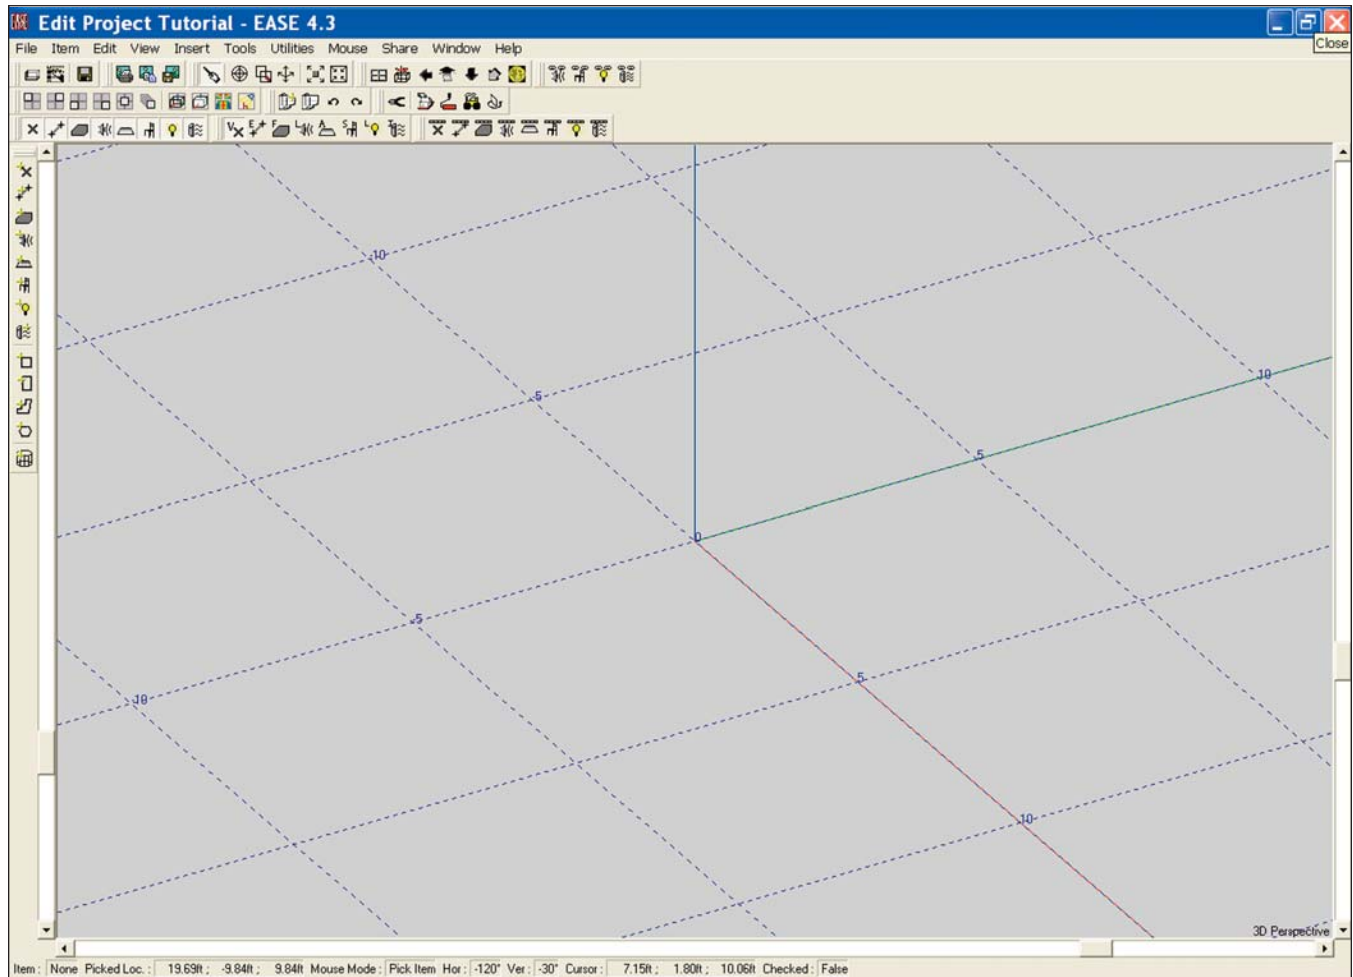 Edit Project Tutorial - EASE 4.3
Close
File Item Edit View Insert Tools Utilities Mouse Share Window Help
-10
-5
10
5
0
-5
5
-10
10
3D Perspective
Item : None Picked Loc. : 19.69ft ; -9.84ft ; 9.84ft Mouse Mode : Pick Item Hor : -120° Ver : -30° Cursor : 7.15ft ; 1.80ft ; 10.06ft Checked : False